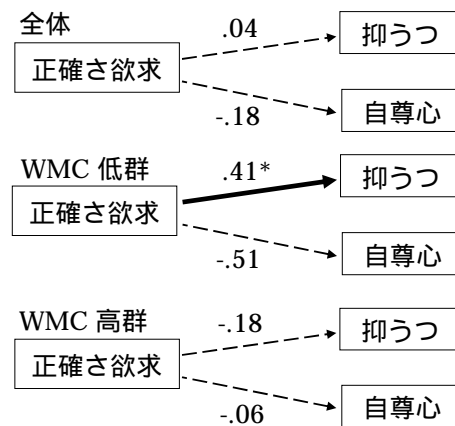 全体
.04
抑うつ
正確さ欲求
-.18
自尊心
WMC 低群
.41*
抑うつ
正確さ欲求
-.51
自尊心
WMC 高群
-.18
抑うつ
正確さ欲求
-.06
自尊心